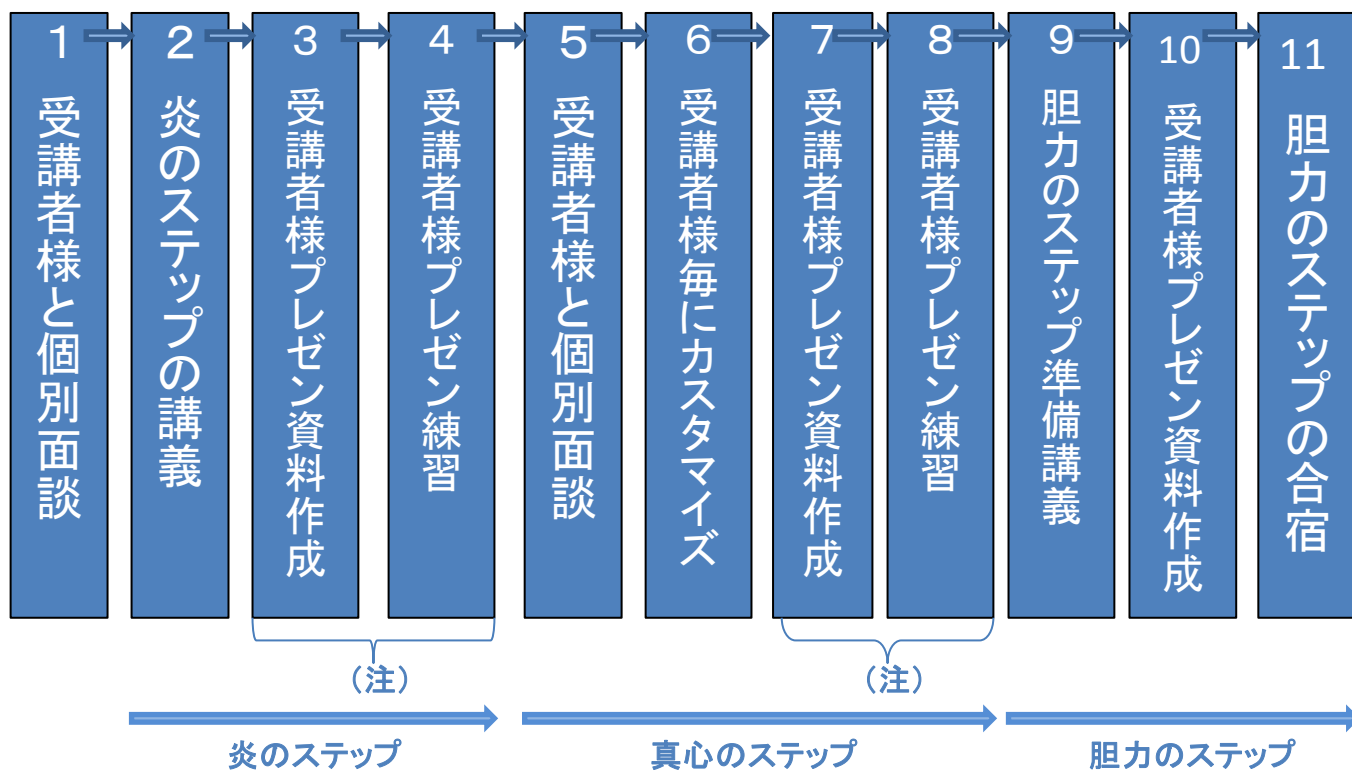 1
受講者様と個別面談
2
炎のステップの講義
3
受講者様プレゼン資料作成
4
受講者様プレゼン練習
5
受講者様と個別面談
6
受講者様毎にカスタマイズ
7
受講者様プレゼン資料作成
8
受講者様プレゼン練習
9
胆力のステップ準備講義
10
受講者様プレゼン資料作成
11
胆力のステップの合宿
(注)
(注)
炎のステップ
真心のステップ
胆力のステップ